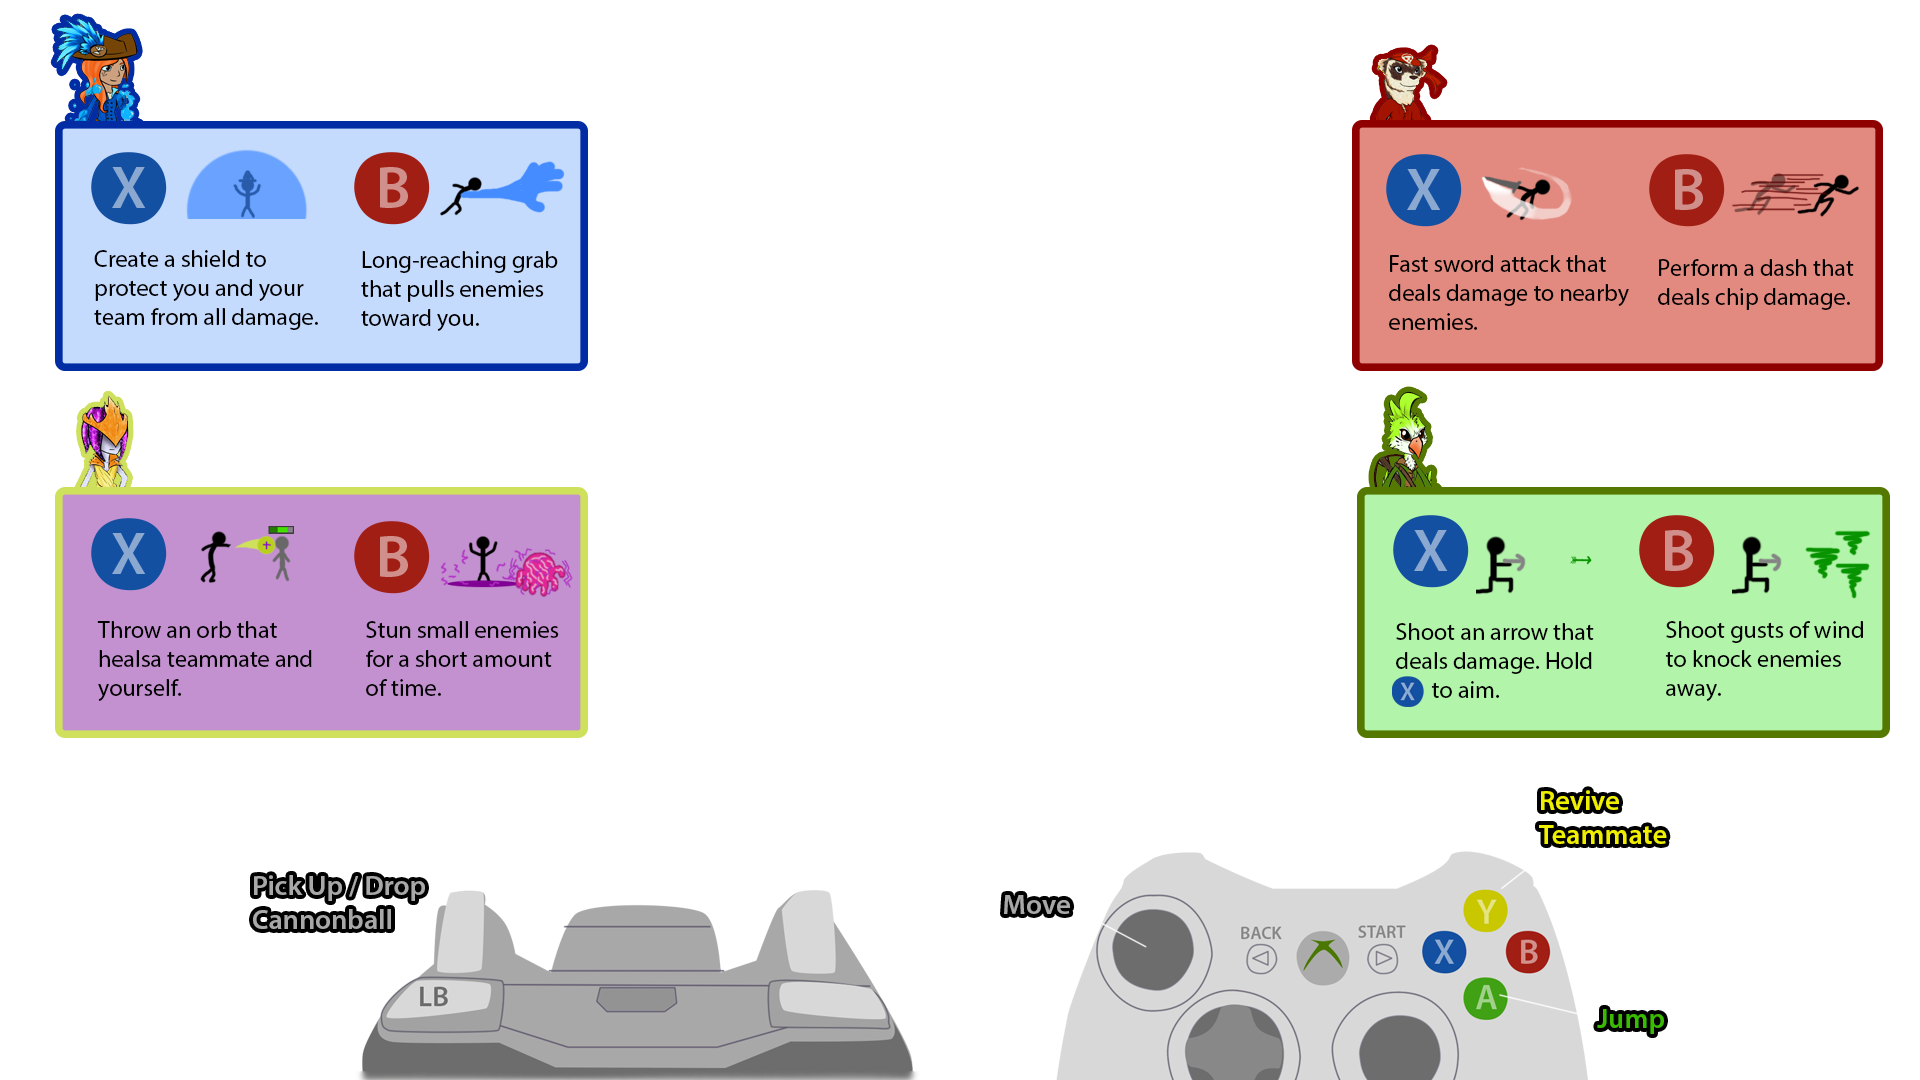 X
B
Create a shield to
protect you and your
team from all damage.
Long-reaching grab
that pulls enemies
toward you.
X
B
Fast sword attack that
deals damage to nearby
enemies.
Perform a dash that
deals chip damage.
X
B
Throw an orb that
healsa teammate and
yourself.
Stun small enemies
for a short amount
of time.
X
B
Shoot an arrow that
deals damage. Hold
X to aim.
Shoot gusts of wind
to knock enemies
away.
Pick Up / Drop
Cannonball
LB
Move
BACK
START
Revive
Teammate
Y
X
B
A
Jump